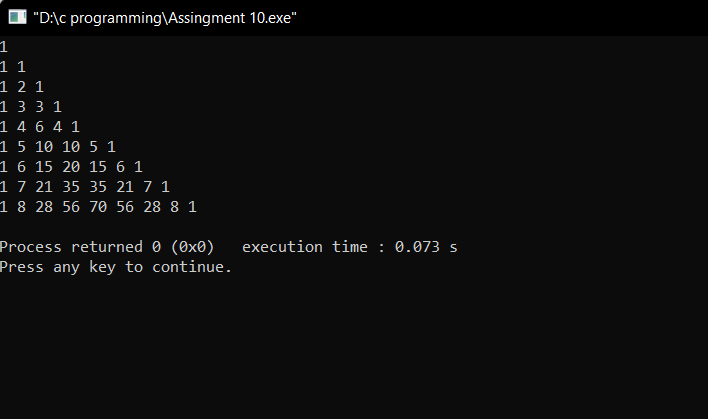 "D:\c programming\Assingment 10.exe"
1
1 1
1 2 1
1 3 3 1
1 4 6 4 1
1 5 10 10 5 1
1 6 15 20 15 6 1
1 7 21 35 35 21 7 1
1 8 28 56 70 56 28 8 1
Process returned 0 (0x0)   execution time : 0.073 s
Press any key to continue.